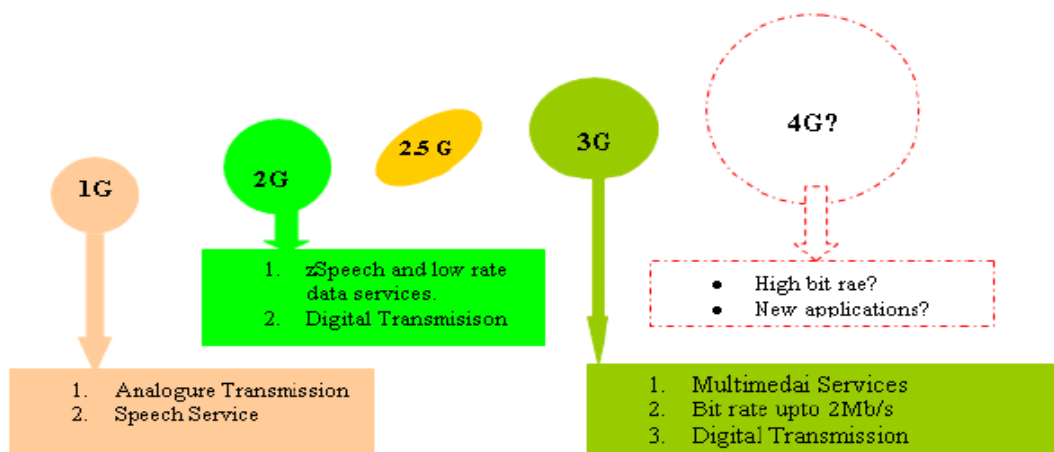 1G
2G
2.5 G
3G
4G?
1. zSpeech and low rate
data services.
2. Digital Transmisison
● High bit rae?
● New applications?
1. Analogure Transmission
2. Speech Service
1. Multimedai Services
2. Bit rate upto 2Mb/s
3. Digital Transmission